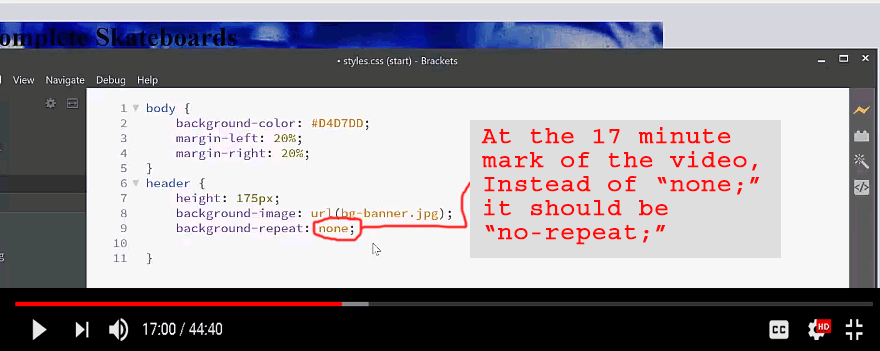 omplete Skateboards
• styles.css (start) - Brackets
View Navigate Debug Help
1 body {
2 background-color: #D4D7DD;
3 margin-left: 20%;
4 margin-right: 20%;
5 }
6 header {
7 height: 175px;
8 background-image: url(bg-banner.jpg);
9 background-repeat: none;
10
11 }
At the 17 minute
mark of the video,
Instead of “none;”
it should be
“no-repeat;”
g
17:00 / 44:40
CC
HD